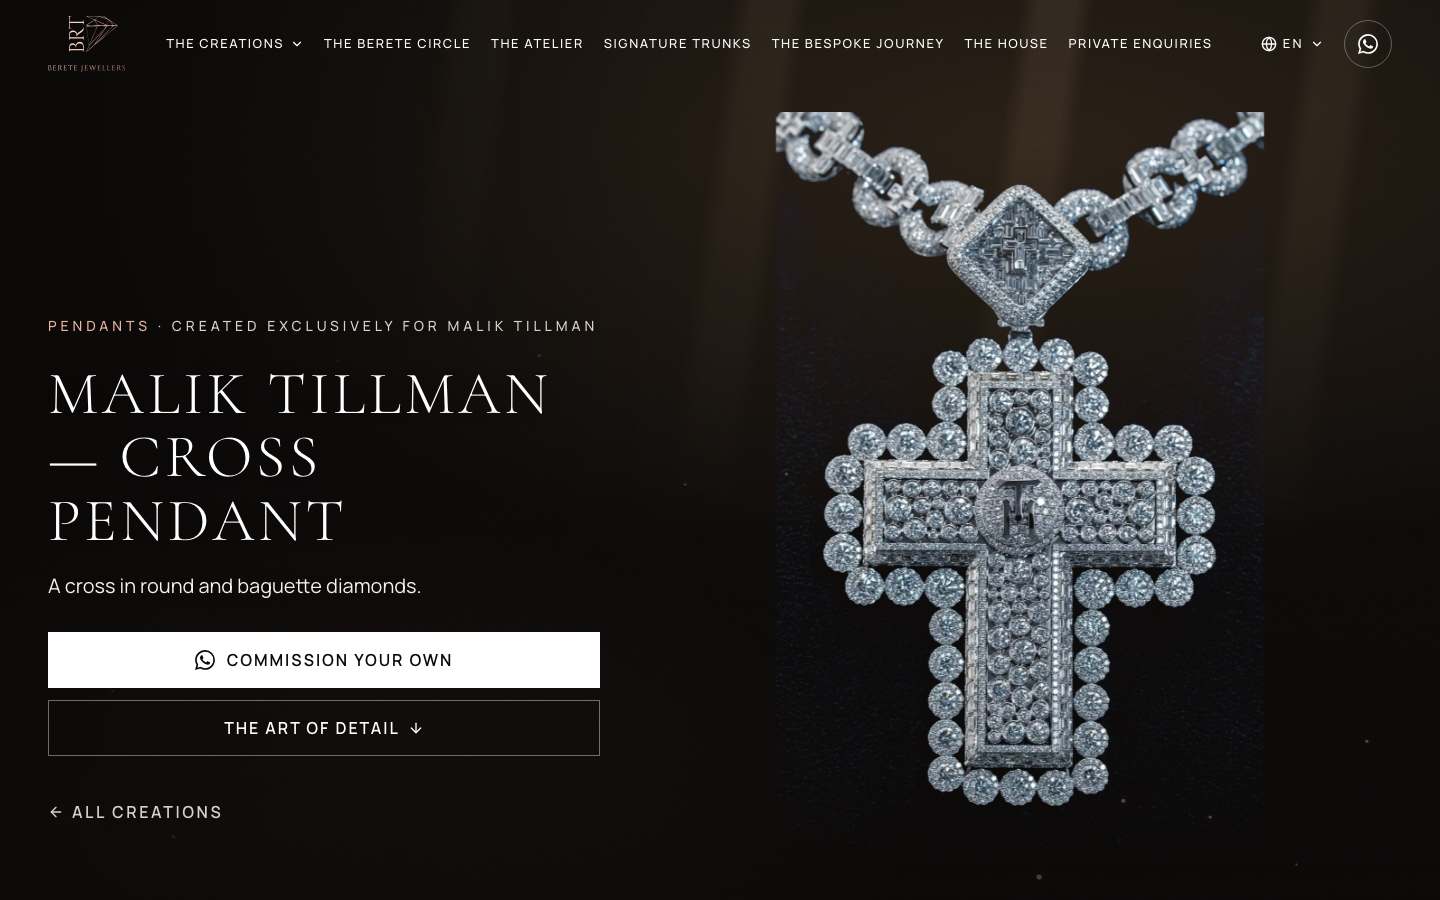 BRT
BERETE JEWELLERS
THE CREATIONS
THE BERETE CIRCLE
THE ATELIER
SIGNATURE TRUNKS
THE BESPOKE JOURNEY
THE HOUSE
PRIVATE ENQUIRIES
EN
PENDANTS · CREATED EXCLUSIVELY FOR MALIK TILLMAN
MALIK TILLMAN
— CROSS
PENDANT
A cross in round and baguette diamonds.
COMMISSION YOUR OWN
THE ART OF DETAIL ↓
← ALL CREATIONS